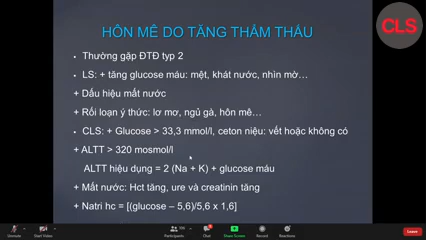 CLS
HÔN MÊ DO TĂNG THẨM THẤU
• Thường gặp ĐTĐ typ 2
• LS: + tăng glucose máu: mệt, khát nước, nhìn mờ…
+ Dấu hiệu mất nước
+ Rối loạn ý thức: lơ mơ, ngủ gà, hôn mê…
• CLS: + Glucose > 33,3 mmol/l, ceton niệu: vết hoặc không có
+ ALTT > 320 mosmol/l
ALTT hiệu dụng = 2 (Na + K) + glucose máu
+ Mất nước: Hct tăng, ure và creatinin tăng
+ Natri hc = [(glucose – 5,6)/5,6 x 1,6]
Unmute Start Video Participants Chat Share Screen Record Reactions Leave